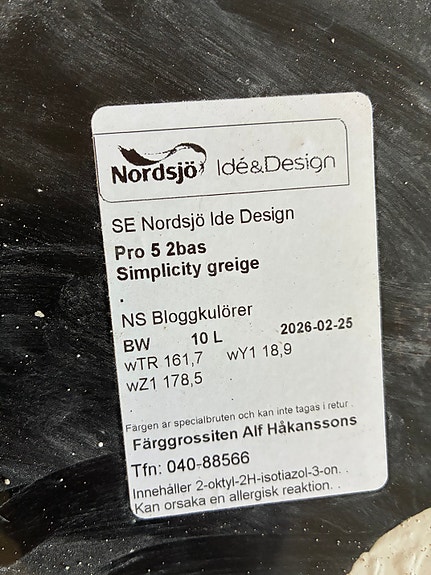 Nordsjö Idé&Design
SE Nordsjö Ide Design
Pro 5 2bas
Simplicity greige
.
NS Bloggkulörer
BW 10 L 2026-02-25
wTR 161,7 wY1 18,9
wZ1 178,5
.
Färgen är specialbruten och kan inte tagas i retur .
Färggrossiten Alf Håkanssons
Tfn: 040-88566
Innehåller 2-oktyl-2H-isotiazol-3-on. .
Kan orsaka en allergisk reaktion. .